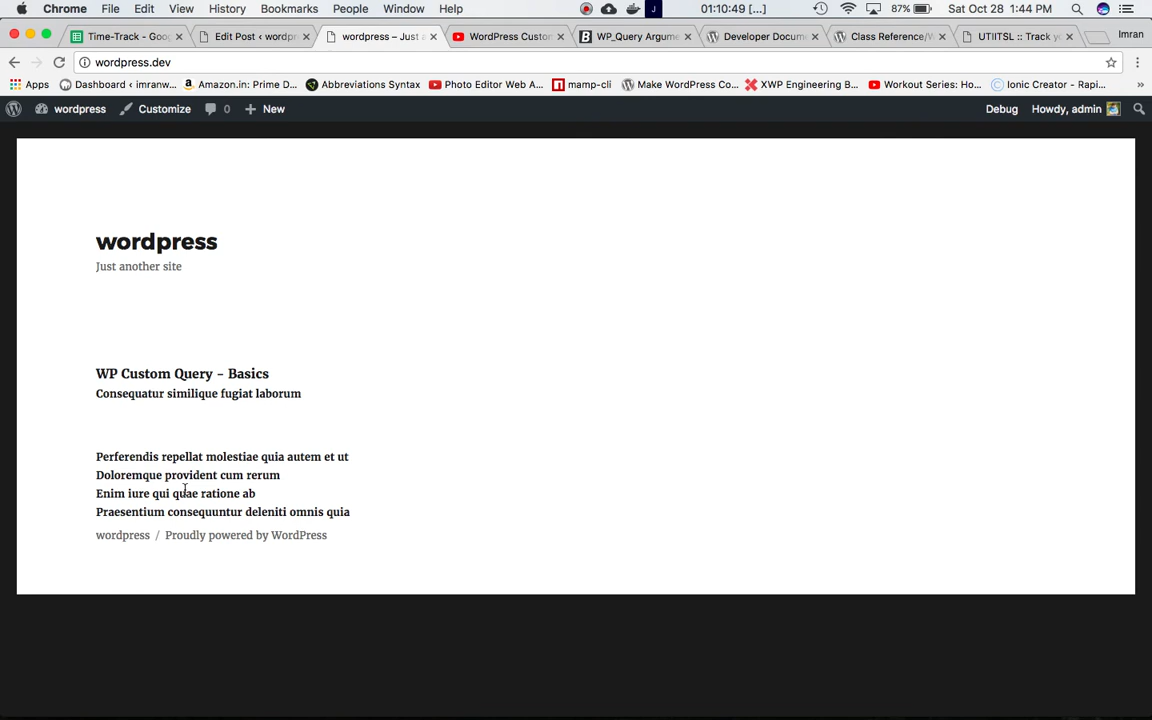 Chrome File Edit View History Bookmarks People Window Help J 01:10:49 [...] 87% Sat Oct 28 1:44 PM
Time-Track - Goog × Edit Post ‹ wordpr × wordpress – Just a × WordPress Custom × WP_Query Argume × Developer Docume × Class Reference/W × UTIITSL :: Track yo × Imran
wordpress.dev
Apps Dashboard ‹ imranw... Amazon.in: Prime D... Abbreviations Syntax Photo Editor Web A... mamp-cli Make WordPress Co... XWP Engineering B... Workout Series: Ho... Ionic Creator - Rapi... »
wordpress Customize 0 + New Debug Howdy, admin
wordpress
Just another site
WP Custom Query – Basics
Consequatur similique fugiat laborum
Perferendis repellat molestiae quia autem et ut
Doloremque provident cum rerum
Enim iure qui quae ratione ab
Praesentium consequuntur deleniti omnis quia
wordpress / Proudly powered by WordPress